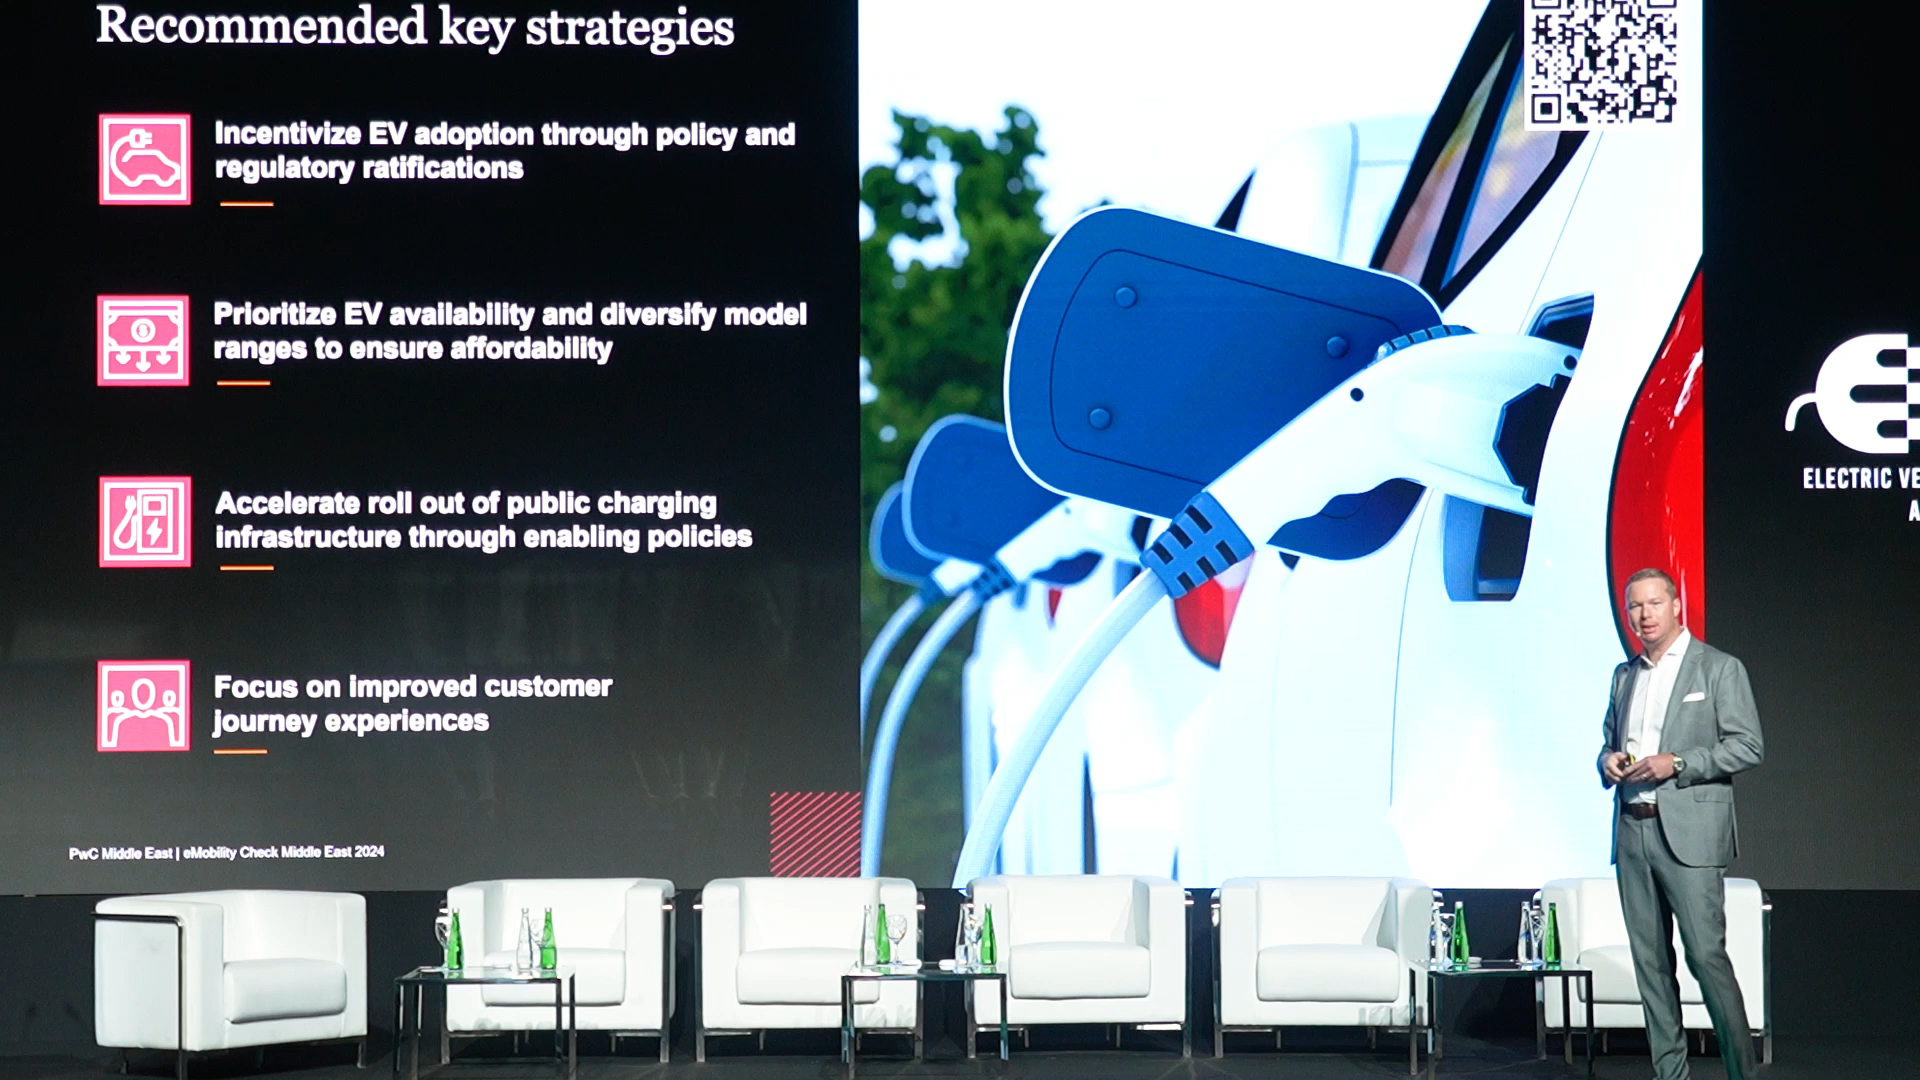 Recommended key strategies
Incentivize EV adoption through policy and
regulatory ratifications
Prioritize EV availability and diversify model
ranges to ensure affordability
Accelerate roll out of public charging
infrastructure through enabling policies
Focus on improved customer
journey experiences
PwC Middle East | eMobility Check Middle East 2024
ELECTRIC VE
A